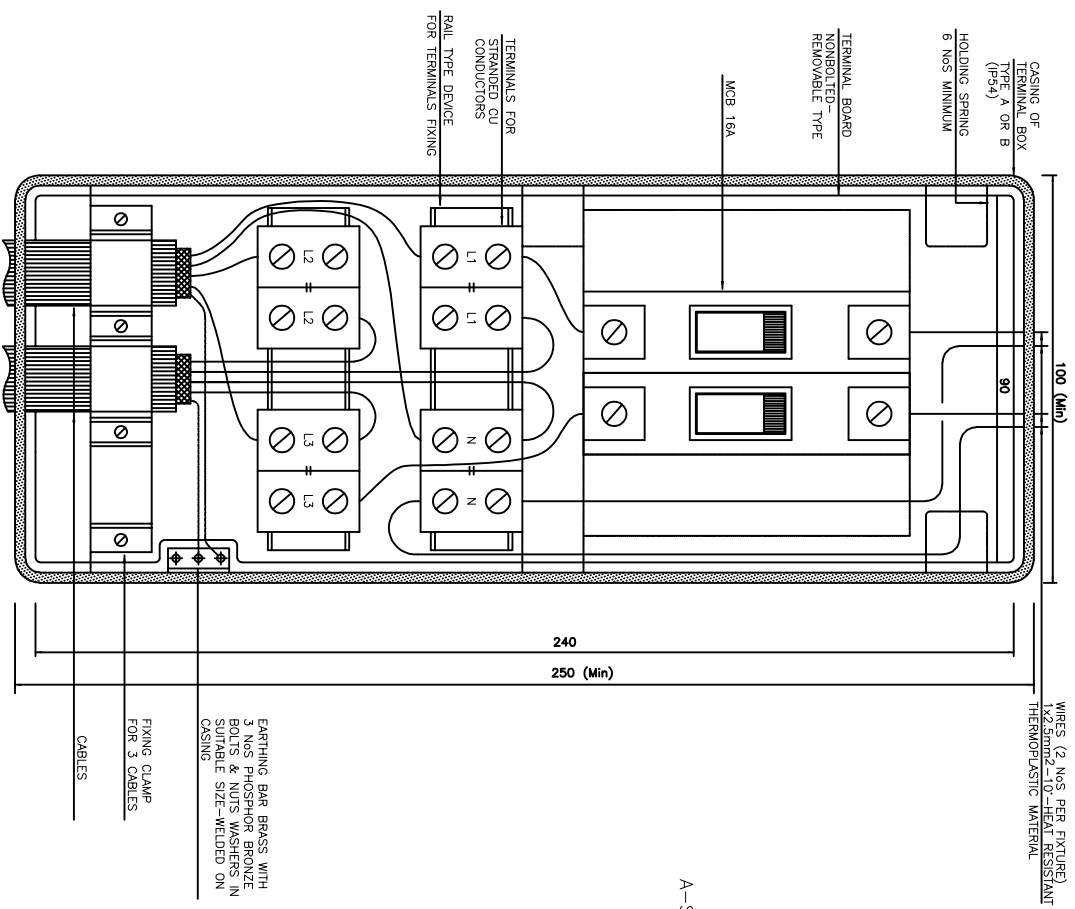 CASING OF
TERMINAL BOX
TYPE A OR B
(IP54)
HOLDING SPRING
6 NoS MINIMUM
TERMINAL BOARD
NONBOLTED-
REMOVABLE TYPE
MCB 16A
TERMINALS FOR
STRANDED CU
CONDUCTORS
RAIL TYPE DEVICE
FOR TERMINALS FIXING
100 (Min)
90
L2
L2
L3
L3
L1
L1
N
N
240
250 (Min)
WIRES (2 NoS PER FIXTURE)
1x2.5mm2-10'-HEAT RESISTANT
THERMOPLASTIC MATERIAL
EARTHING BAR BRASS WITH
3 NoS PHOSPHOR BRONZE
BOLTS & NUTS WASHERS IN
SUITABLE SIZE-WELDED ON
CASING
FIXING CLAMP
FOR 3 CABLES
CABLES